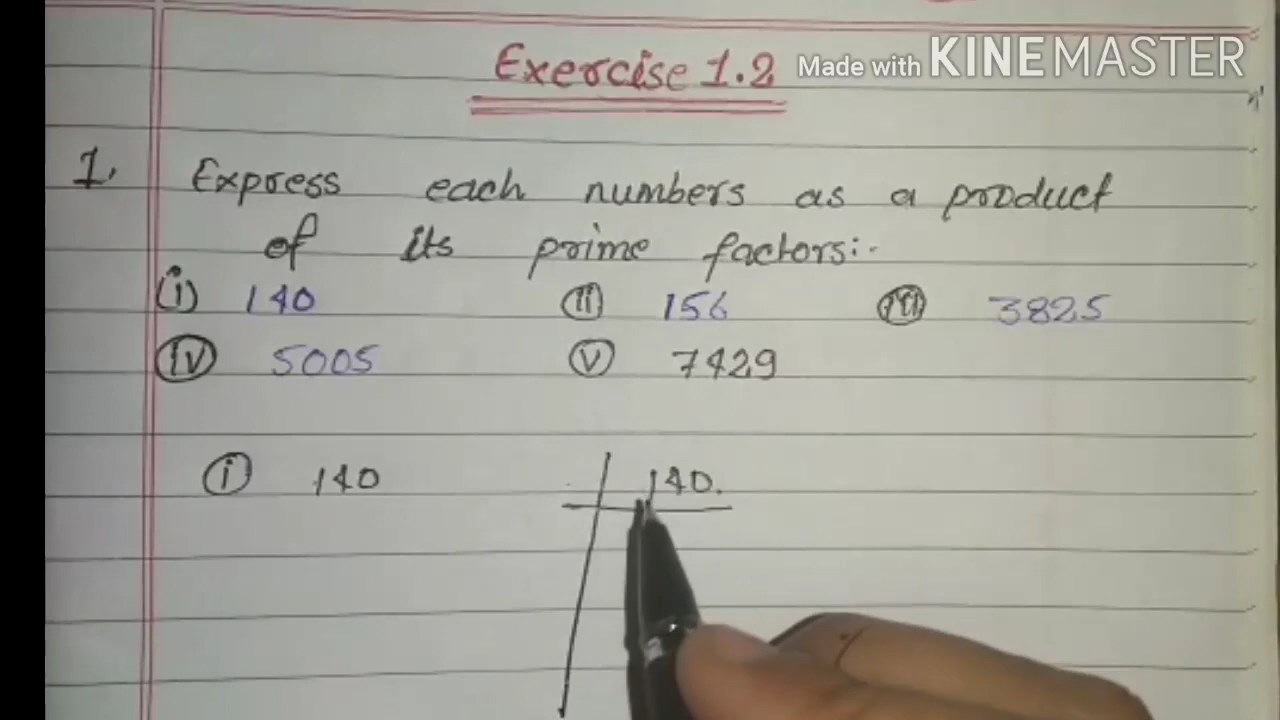 Exercise 1.2
Made with KINEMASTER
1. Express each numbers as a product
of its prime factors:-
(i) 140 (ii) 156 (iii) 3825
(iv) 5005 (v) 7429
(i) 140 140.